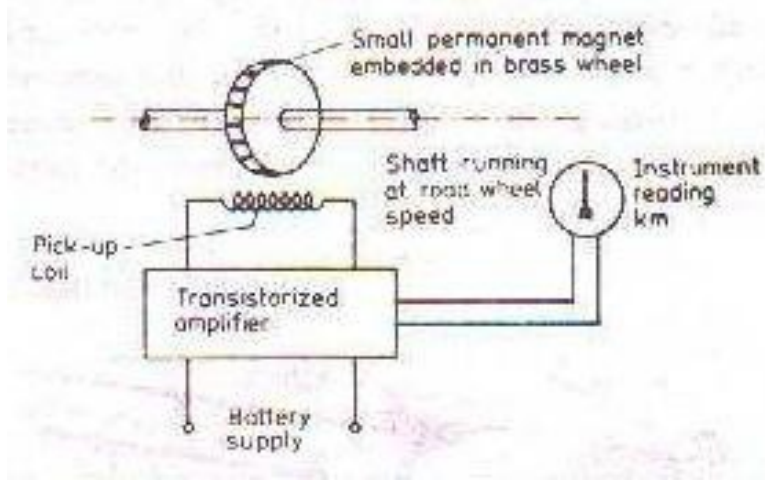 Small permanent magnet
embedded in brass wheel
Shaft running
at road wheel
speed
Instrument
reading
km
Pick-up
coil
Transistorized
amplifier
Battery
supply